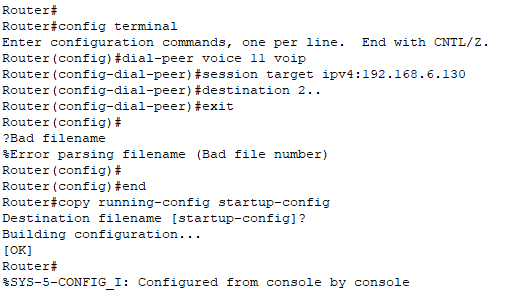 Router#
Router#config terminal
Enter configuration commands, one per line.  End with CNTL/Z.
Router(config)#dial-peer voice 11 voip
Router(config-dial-peer)#session target ipv4:192.168.6.130
Router(config-dial-peer)#destination 2..
Router(config-dial-peer)#exit
Router(config)#
?Bad filename
%Error parsing filename (Bad file number)
Router(config)#
Router(config)#end
Router#copy running-config startup-config
Destination filename [startup-config]?
Building configuration...
[OK]
Router#
%SYS-5-CONFIG_I: Configured from console by console